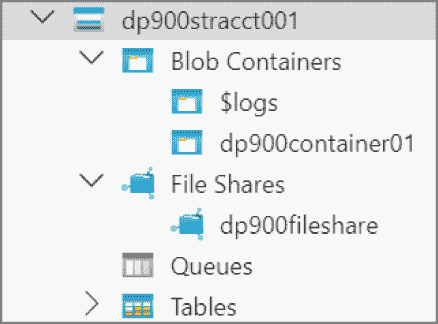 dp900stracct001
Blob Containers
$logs
dp900container01
File Shares
dp900fileshare
Queues
Tables